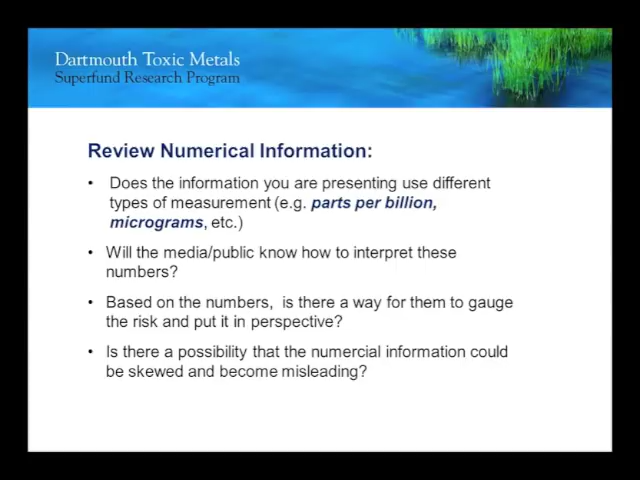 Dartmouth Toxic Metals
Superfund Research Program
Review Numerical Information:
• Does the information you are presenting use different
types of measurement (e.g. parts per billion,
micrograms, etc.)
• Will the media/public know how to interpret these
numbers?
• Based on the numbers, is there a way for them to gauge
the risk and put it in perspective?
• Is there a possibility that the numercial information could
be skewed and become misleading?